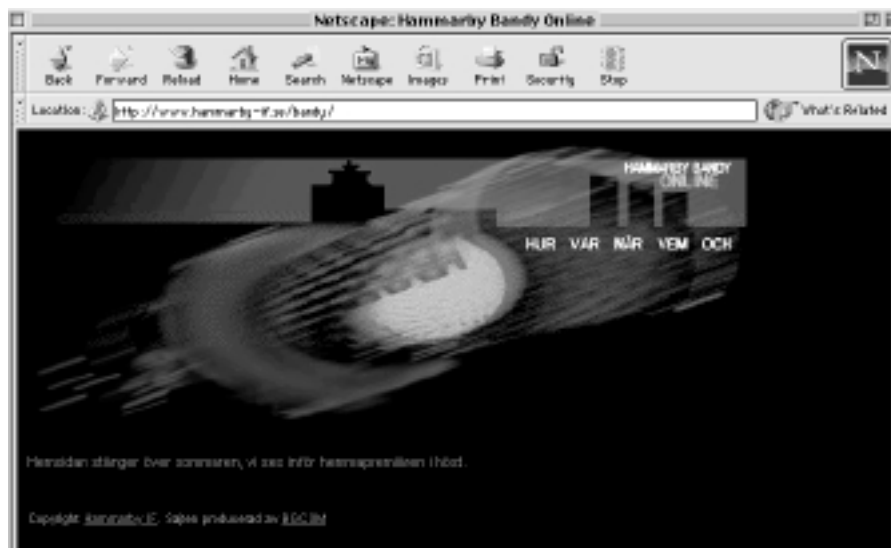 Netscape: Hammarby Bandy Online
Back Forward Reload Home Search Netscape Images Print Security Stop
N
Location: http://www.hammarby-if.se/bandy/ What's Related
HAMMARBY BANDY
ONLINE
HUR VAR NÄR VEM OCH
Hemsidan stänger över sommaren, vi ses inför hemmapremiären i höst.
Copyright Hammarby IF. Sajten producerad av